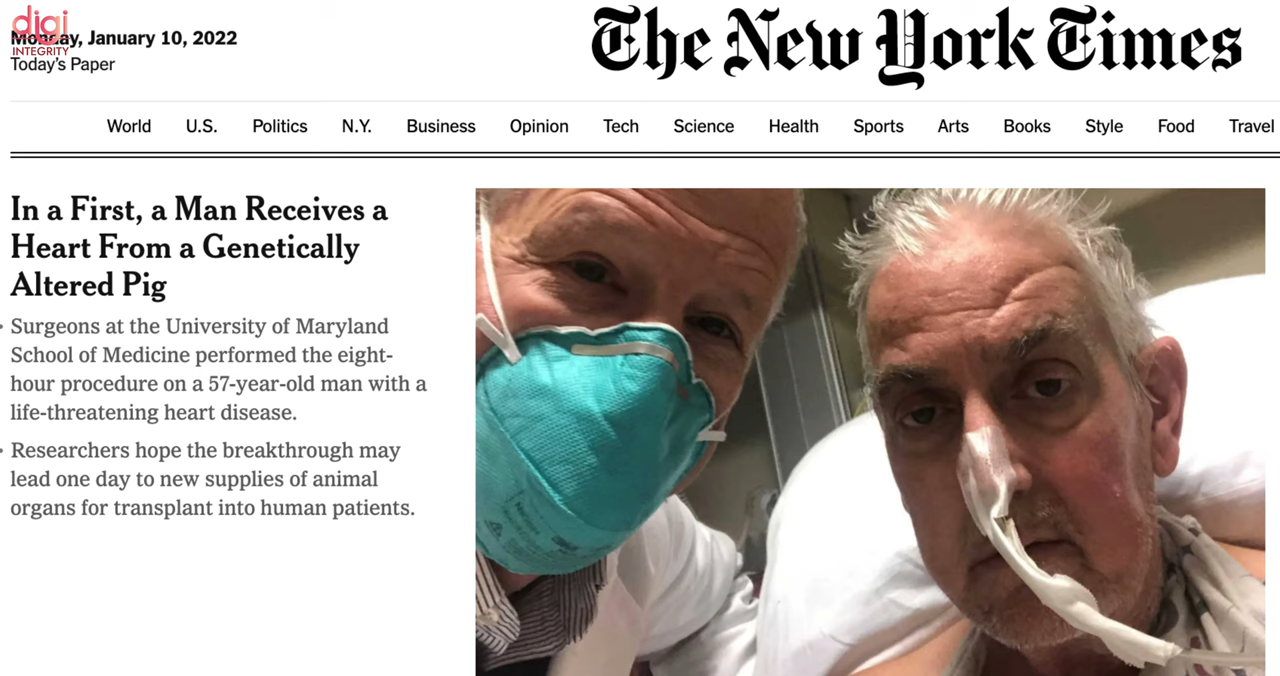 digi
INTEGRITY
Monday, January 10, 2022
Today's Paper
The New York Times
World U.S. Politics N.Y. Business Opinion Tech Science Health Sports Arts Books Style Food Travel
In a First, a Man Receives a
Heart From a Genetically
Altered Pig
• Surgeons at the University of Maryland
School of Medicine performed the eight-
hour procedure on a 57-year-old man with a
life-threatening heart disease.
• Researchers hope the breakthrough may
lead one day to new supplies of animal
organs for transplant into human patients.